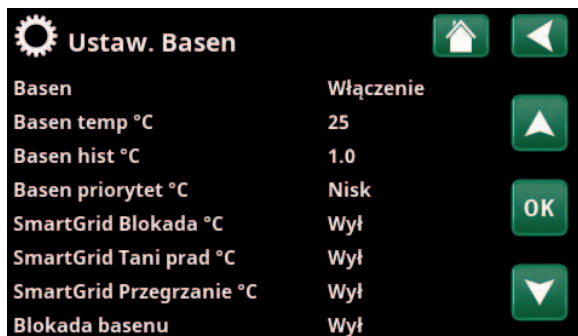 Ustaw. Basen
Basen Włączenie
Basen temp °C 25
Basen hist °C 1.0
Basen priorytet °C Nisk
OK
SmartGrid Blokada °C Wył
SmartGrid Tani prad °C Wył
SmartGrid Przegrzanie °C Wył
Blokada basenu Wył